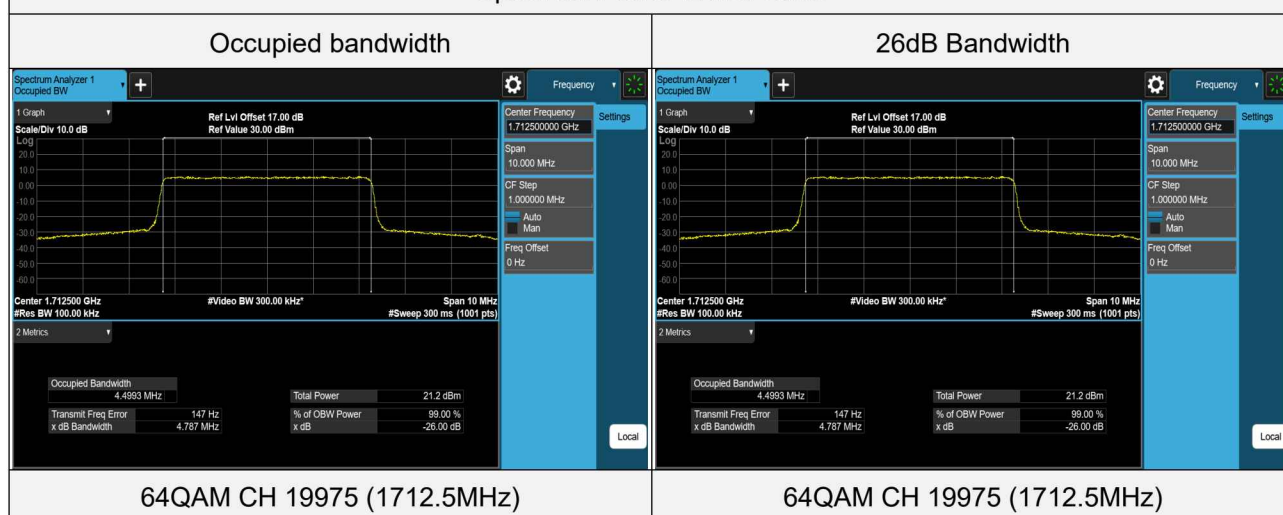 Occupied bandwidth
26dB Bandwidth
Spectrum Analyzer 1
Occupied BW
+
Frequency
1 Graph
Scale/Div 10.0 dB
Ref Lvl Offset 17.00 dB
Ref Value 30.00 dBm
Log
20.0
10.0
0.00
-10.0
-20.0
-30.0
-40.0
-50.0
-60.0
Center 1.712500 GHz
#Res BW 100.00 kHz
#Video BW 300.00 kHz*
Span 10 MHz
#Sweep 300 ms (1001 pts)
Center Frequency
1.712500000 GHz
Settings
Span
10.000 MHz
CF Step
1.000000 MHz
Auto
Man
Freq Offset
0 Hz
Local
2 Metrics
Occupied Bandwidth
4.4993 MHz
Total Power 21.2 dBm
Transmit Freq Error 147 Hz
% of OBW Power 99.00 %
x dB Bandwidth 4.787 MHz
x dB -26.00 dB
Spectrum Analyzer 1
Occupied BW
+
Frequency
1 Graph
Scale/Div 10.0 dB
Ref Lvl Offset 17.00 dB
Ref Value 30.00 dBm
Log
20.0
10.0
0.00
-10.0
-20.0
-30.0
-40.0
-50.0
-60.0
Center 1.712500 GHz
#Res BW 100.00 kHz
#Video BW 300.00 kHz*
Span 10 MHz
#Sweep 300 ms (1001 pts)
Center Frequency
1.712500000 GHz
Settings
Span
10.000 MHz
CF Step
1.000000 MHz
Auto
Man
Freq Offset
0 Hz
Local
2 Metrics
Occupied Bandwidth
4.4993 MHz
Total Power 21.2 dBm
Transmit Freq Error 147 Hz
% of OBW Power 99.00 %
x dB Bandwidth 4.787 MHz
x dB -26.00 dB
64QAM CH 19975 (1712.5MHz)
64QAM CH 19975 (1712.5MHz)